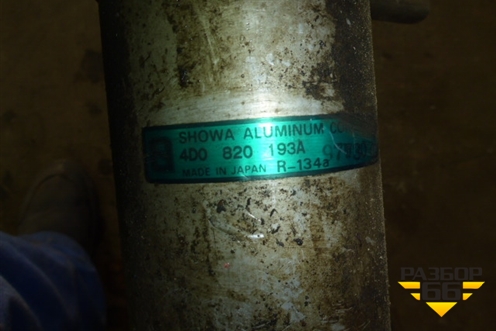 SHOWA ALUMINUM
4D0 820 193A
MADE IN JAPAN R-134a
РАЗБОР
66